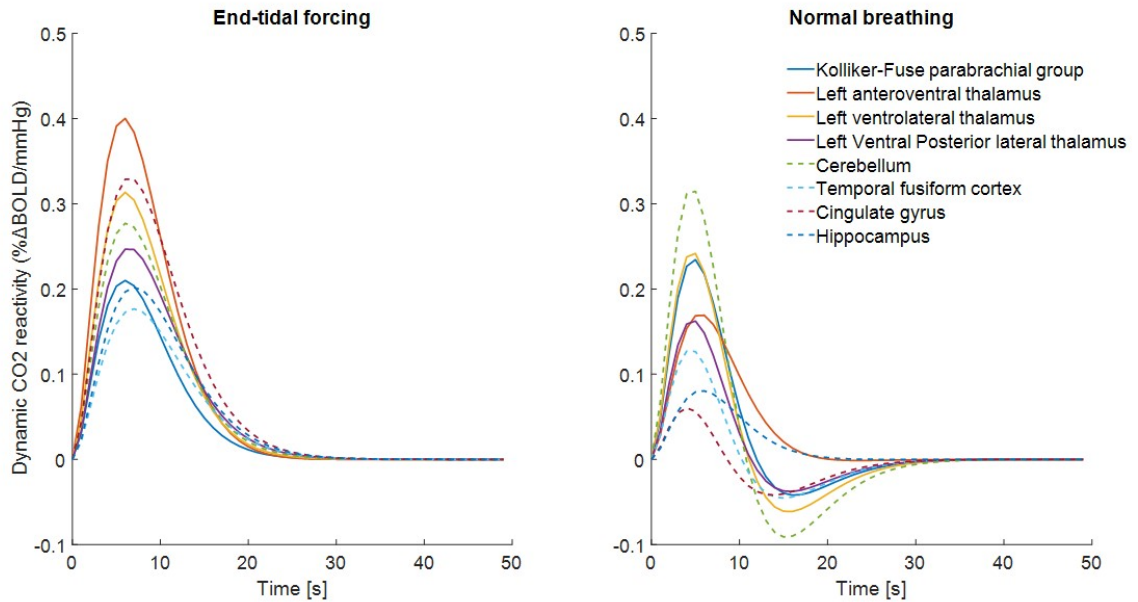 End-tidal forcing
Dynamic CO2 reactivity (%ΔBOLD/mmHg)
0.5
0.4
0.3
0.2
0.1
0
-0.1
0
10
20
30
40
50
Time [s]
Normal breathing
0.5
0.4
0.3
0.2
0.1
0
-0.1
0
10
20
30
40
50
Time [s]
Kolliker-Fuse parabrachial group
Left anteroventral thalamus
Left ventrolateral thalamus
Left Ventral Posterior lateral thalamus
Cerebellum
Temporal fusiform cortex
Cingulate gyrus
Hippocampus